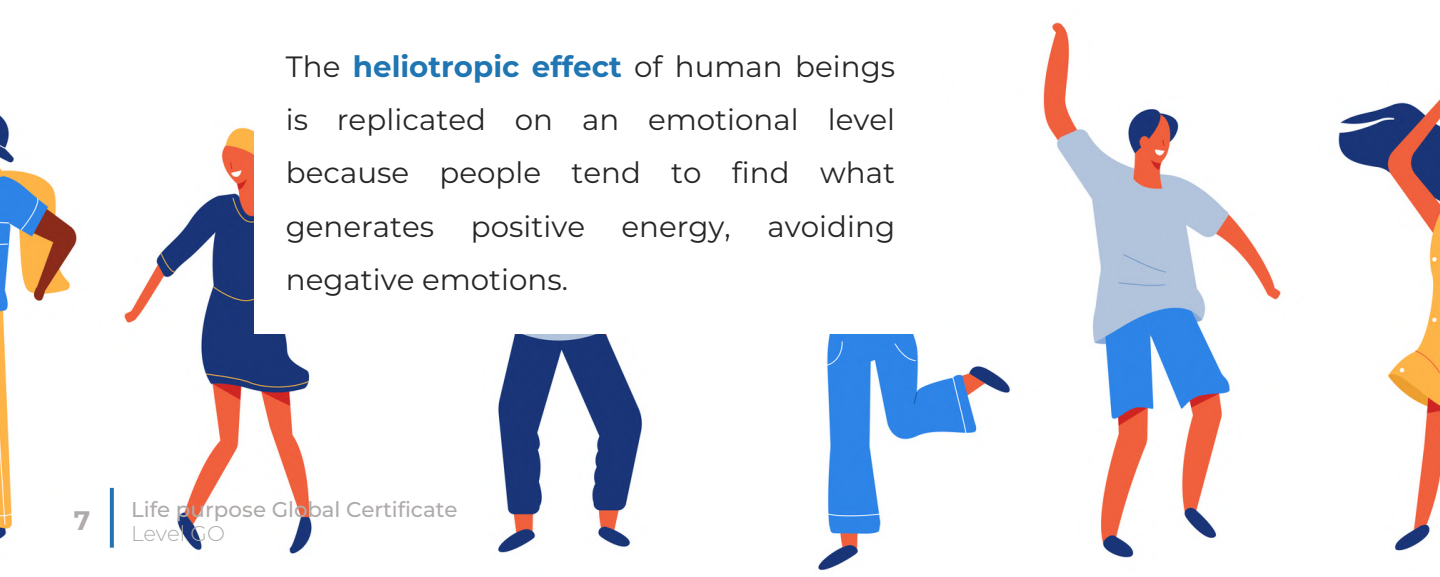 The heliotropic effect of human beings
is replicated on an emotional level
because people tend to find what
generates positive energy, avoiding
negative emotions.
7
Life purpose Global Certificate
Level GO